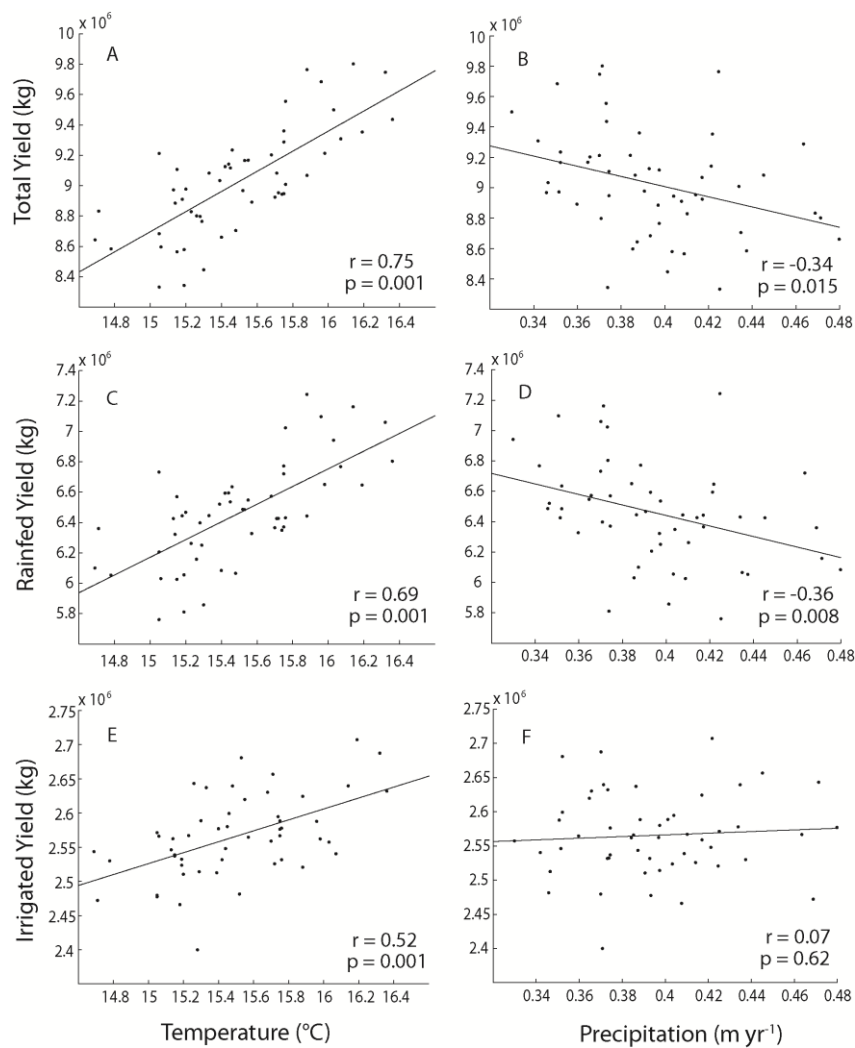 x 10⁶
10
9.8
9.6
9.4
9.2
9
8.8
8.6
8.4
Total Yield (kg)
A
r = 0.75
p = 0.001
14.8 15 15.2 15.4 15.6 15.8 16 16.2 16.4
x 10⁶
10
9.8
9.6
9.4
9.2
9
8.8
8.6
8.4
B
r = -0.34
p = 0.015
0.34 0.36 0.38 0.4 0.42 0.44 0.46 0.48
x 10⁶
7.4
7.2
7
6.8
6.6
6.4
6.2
6
5.8
Rainfed Yield (kg)
C
r = 0.69
p = 0.001
14.8 15 15.2 15.4 15.6 15.8 16 16.2 16.4
x 10⁶
7.4
7.2
7
6.8
6.6
6.4
6.2
6
5.8
D
r = -0.36
p = 0.008
0.34 0.36 0.38 0.4 0.42 0.44 0.46 0.48
x 10⁶
2.75
2.7
2.65
2.6
2.55
2.5
2.45
2.4
Irrigated Yield (kg)
E
r = 0.52
p = 0.001
14.8 15 15.2 15.4 15.6 15.8 16 16.2 16.4
Temperature (°C)
x 10⁶
2.75
2.7
2.65
2.6
2.55
2.5
2.45
2.4
F
r = 0.07
p = 0.62
0.34 0.36 0.38 0.4 0.42 0.44 0.46 0.48
Precipitation (m yr⁻¹)